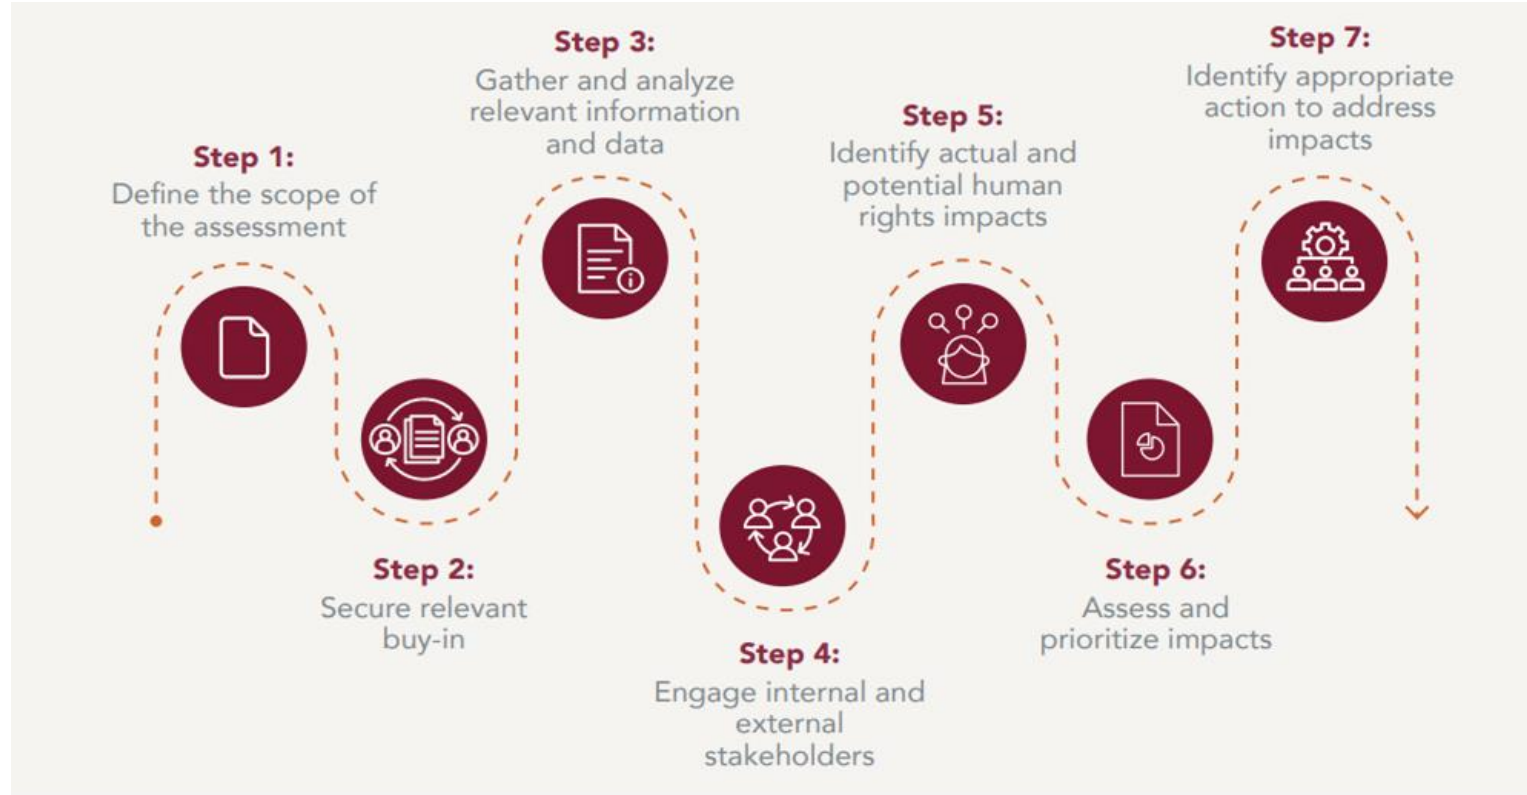 Step 1:
Define the scope of
the assessment
Step 2:
Secure relevant
buy-in
Step 3:
Gather and analyze
relevant information
and data
Step 4:
Engage internal and
external
stakeholders
Step 5:
Identify actual and
potential human
rights impacts
Step 6:
Assess and
prioritize impacts
Step 7:
Identify appropriate
action to address
impacts